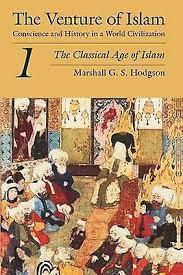 The Venture of Islam
Conscience and History in a World Civilization
1
The Classical Age of Islam
Marshall G. S. Hodgson